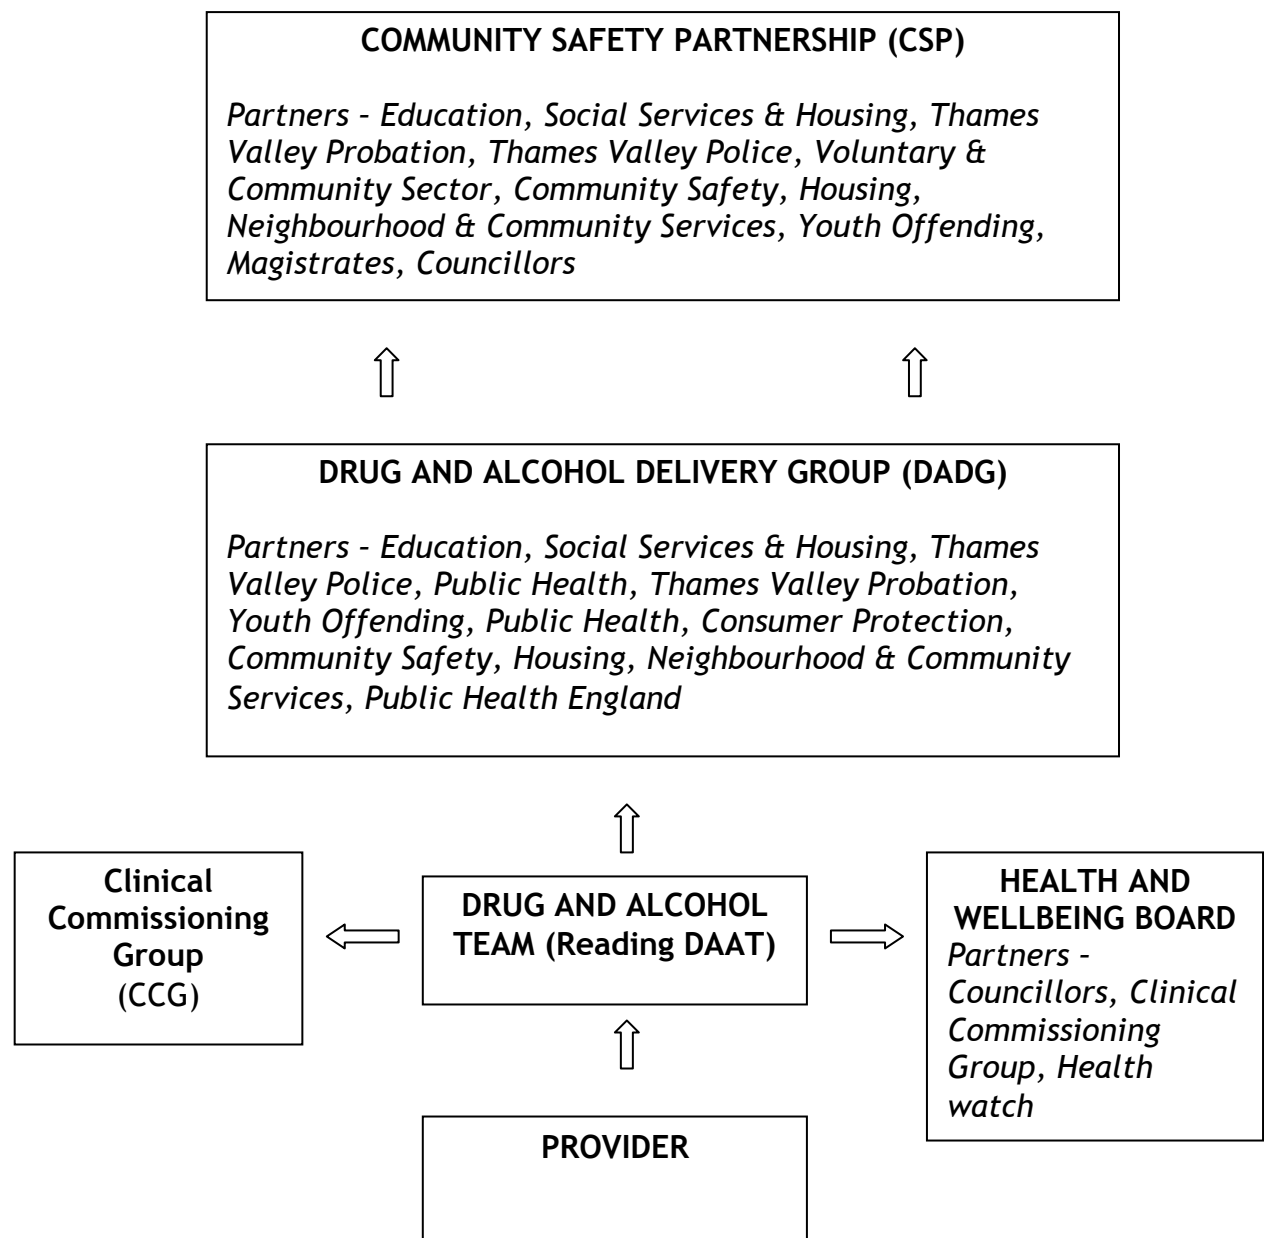 COMMUNITY SAFETY PARTNERSHIP (CSP)
Partners – Education, Social Services & Housing, Thames
Valley Probation, Thames Valley Police, Voluntary &
Community Sector, Community Safety, Housing,
Neighbourhood & Community Services, Youth Offending,
Magistrates, Councillors
DRUG AND ALCOHOL DELIVERY GROUP (DADG)
Partners – Education, Social Services & Housing, Thames
Valley Police, Public Health, Thames Valley Probation,
Youth Offending, Public Health, Consumer Protection,
Community Safety, Housing, Neighbourhood & Community
Services, Public Health England
Clinical
Commissioning
Group
(CCG)
DRUG AND ALCOHOL
TEAM (Reading DAAT)
HEALTH AND
WELLBEING BOARD
Partners –
Councillors, Clinical
Commissioning
Group, Health
watch
PROVIDER